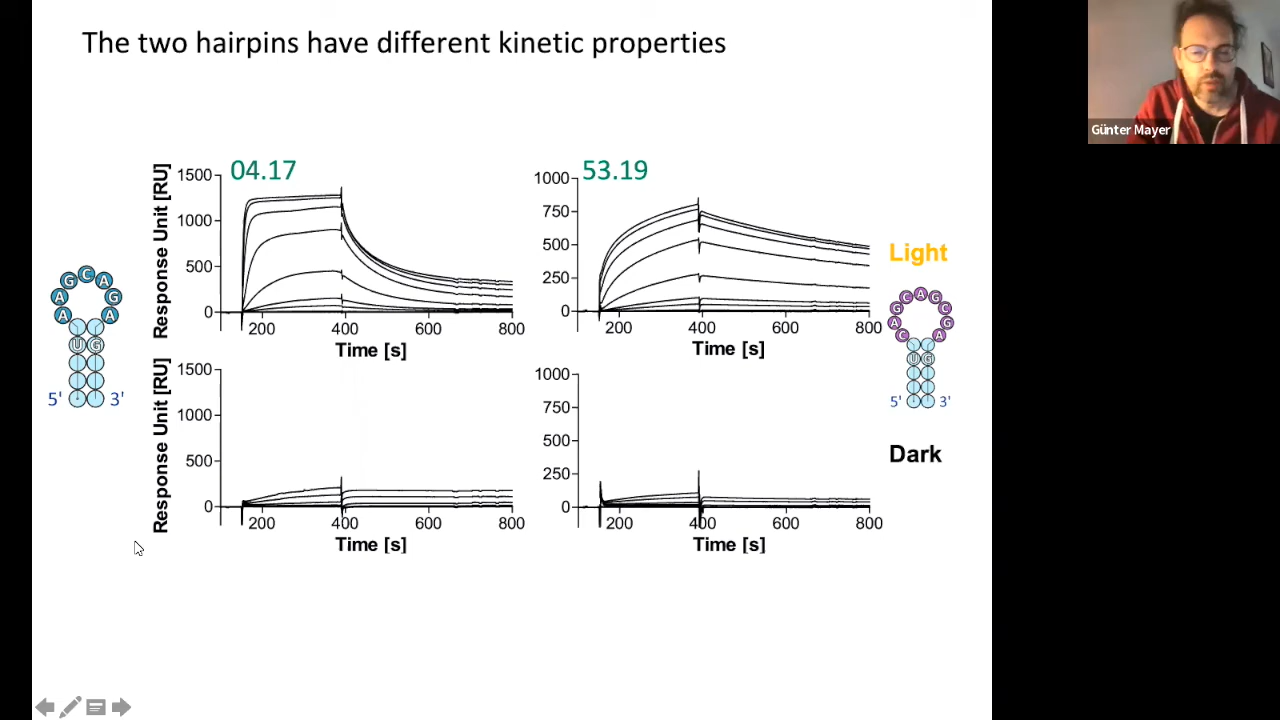 The two hairpins have different kinetic properties
Günter Mayer
04.17
Response Unit [RU]
1500
1000
500
0
200
400
600
800
Time [s]
53.19
1000
750
500
250
0
200
400
600
800
Time [s]
Light
A
A
G
C
A
G
A
U
G
5'
3'
C
A
G
C
A
G
C
G
A
U
G
5'
3'
Response Unit [RU]
1500
1000
500
0
200
400
600
800
Time [s]
1000
750
500
250
0
200
400
600
800
Time [s]
Dark